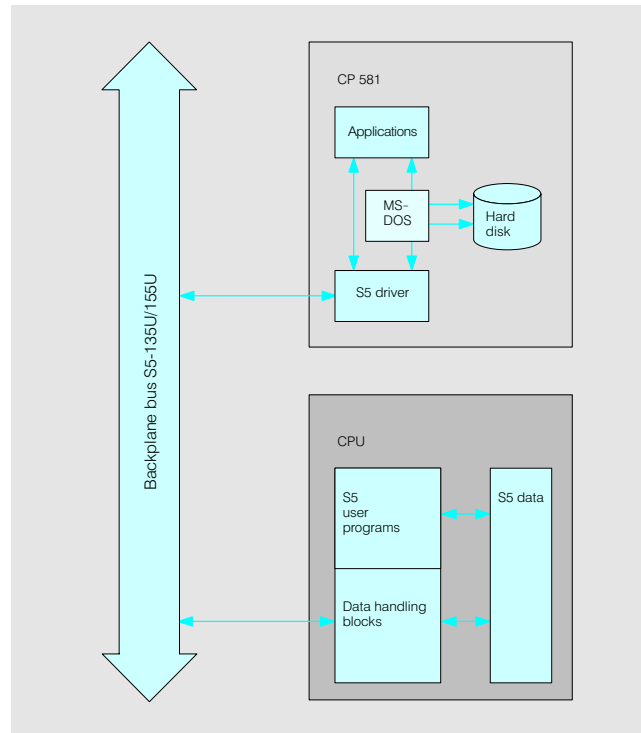 CP 581
Applications
MS-
DOS
Hard
disk
S5 driver
Backplane bus S5-135U/155U
CPU
S5
user
programs
S5 data
Data handling
blocks